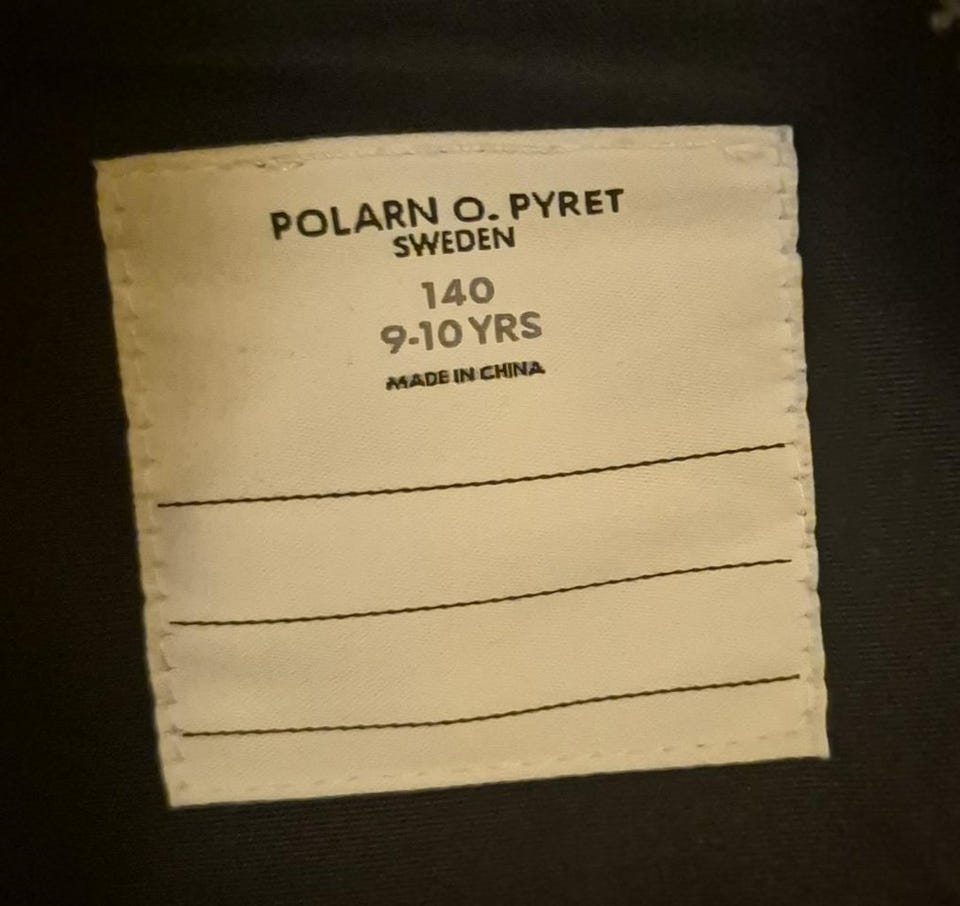 POLARN O. PYRET
SWEDEN
140
9-10 YRS
MADE IN CHINA